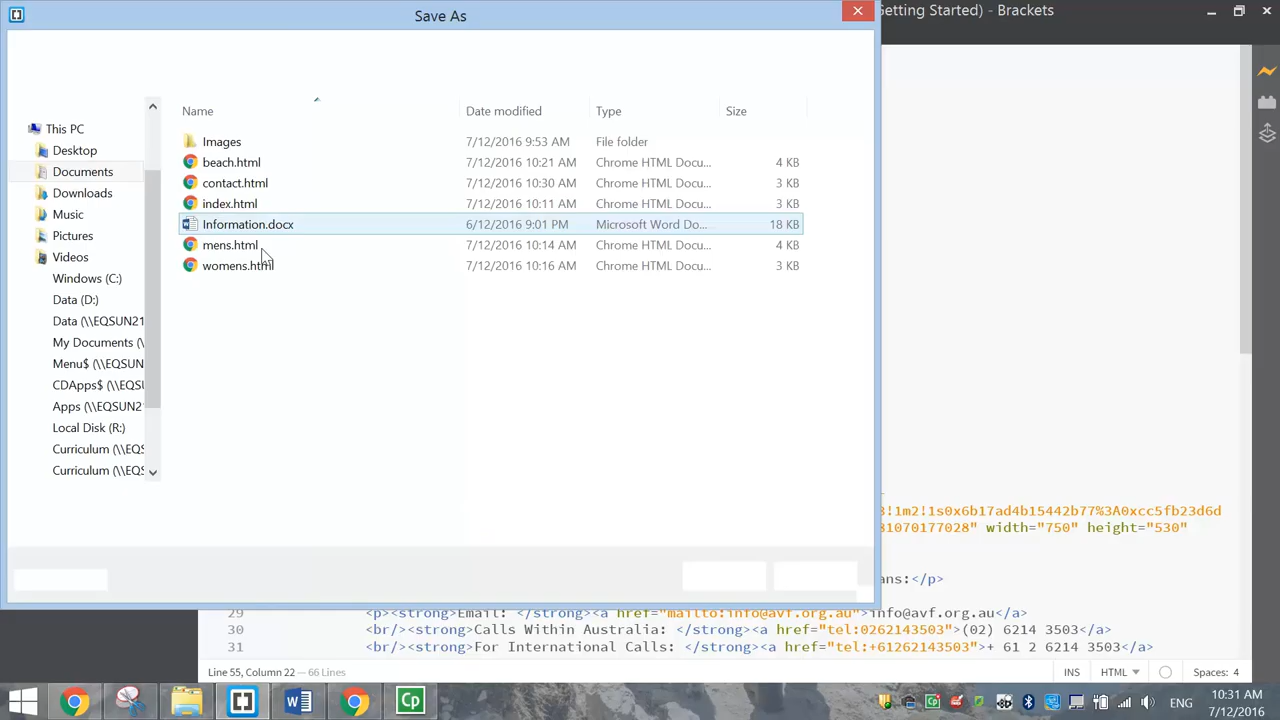 Save As
Getting Started) - Brackets
Name
Date modified
Type
Size
This PC
Desktop
Documents
Downloads
Music
Pictures
Videos
Windows (C:)
Data (D:)
Data (\\EQSUN21
My Documents (\
Menu$ (\\EQSUN
CDApps$ (\\EQSU
Apps (\\EQSUN2
Local Disk (R:)
Curriculum (\\EQS
Curriculum (\\EQS
Images 7/12/2016 9:53 AM File folder
beach.html 7/12/2016 10:21 AM Chrome HTML Docu... 4 KB
contact.html 7/12/2016 10:30 AM Chrome HTML Docu... 3 KB
index.html 7/12/2016 10:11 AM Chrome HTML Docu... 3 KB
Information.docx 6/12/2016 9:01 PM Microsoft Word Do... 18 KB
mens.html 7/12/2016 10:14 AM Chrome HTML Docu... 4 KB
womens.html 7/12/2016 10:16 AM Chrome HTML Docu... 3 KB
!1m2!1s0x6b17ad4b15442b77%3A0xcc5fb23d6d
31070177028" width="750" height="530"
ans:</p>
29 <p><strong>Email: </strong><a href="mailto:info@avf.org.au">info@avf.org.au</a>
30 <br/><strong>Calls Within Australia: </strong><a href="tel:0262143503">(02) 6214 3503</a>
31 <br/><strong>For International Calls: </strong><a href="tel:+61262143503">+ 61 2 6214 3503</a>
Line 55, Column 22 — 66 Lines
INS
HTML
Spaces: 4
Cp
ENG
10:31 AM
7/12/2016